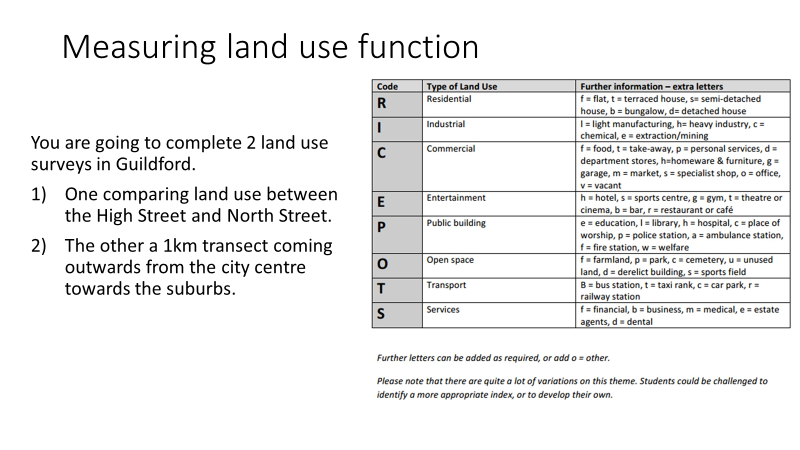 Measuring land use function
You are going to complete 2 land use
surveys in Guildford.
1) One comparing land use between
the High Street and North Street.
2) The other a 1km transect coming
outwards from the city centre
towards the suburbs.
Code Type of Land Use Further information – extra letters
R Residential f = flat, t = terraced house, s= semi-detached
house, b = bungalow, d= detached house
I Industrial l = light manufacturing, h= heavy industry, c =
chemical, e = extraction/mining
C Commercial f = food, t = take-away, p = personal services, d =
department stores, h=homeware & furniture, g =
garage, m = market, s = specialist shop, o = office,
v = vacant
E Entertainment h = hotel, s = sports centre, g = gym, t = theatre or
cinema, b = bar, r = restaurant or café
P Public building e = education, l = library, h = hospital, c = place of
worship, p = police station, a = ambulance station,
f = fire station, w = welfare
O Open space f = farmland, p = park, c = cemetery, u = unused
land, d = derelict building, s = sports field
T Transport B = bus station, t = taxi rank, c = car park, r =
railway station
S Services f = financial, b = business, m = medical, e = estate
agents, d = dental
Further letters can be added as required, or add o = other.
Please note that there are quite a lot of variations on this theme. Students could be challenged to
identify a more appropriate index, or to develop their own.